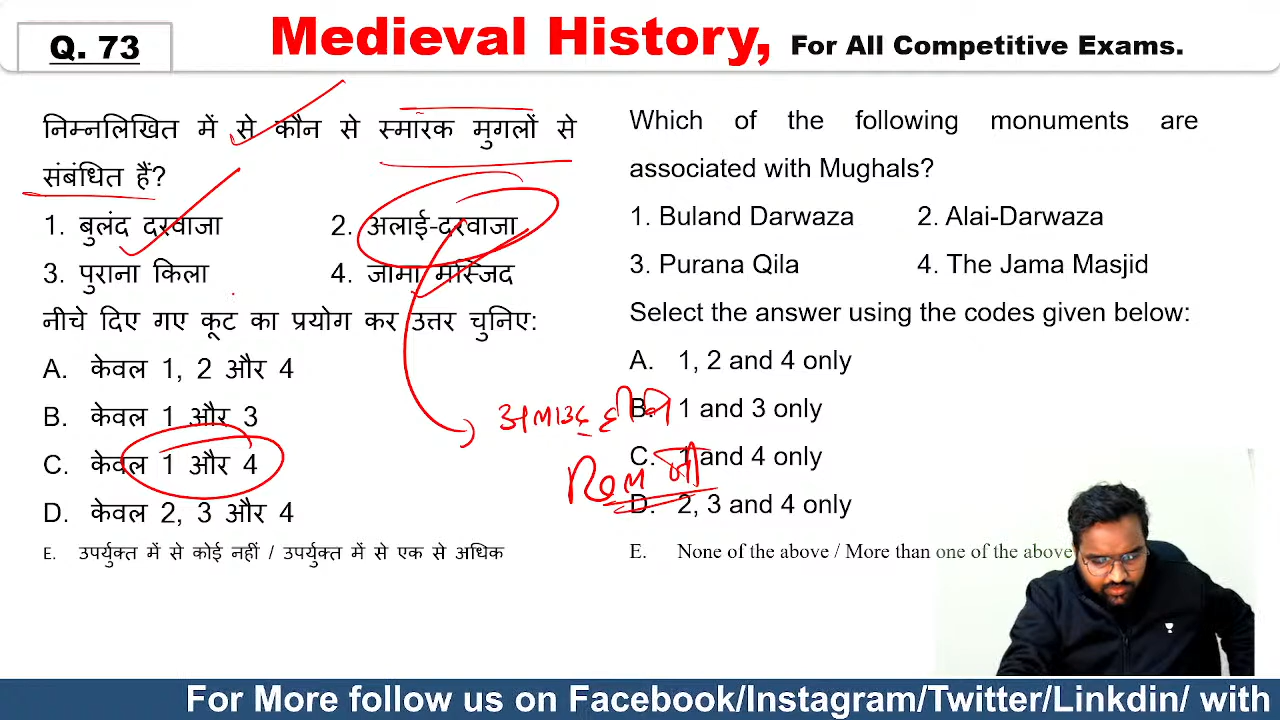 Q. 73
Medieval History, For All Competitive Exams.
निम्नलिखित में से कौन से स्मारक मुगलों से
संबंधित हैं?
1. बुलंद दरवाजा 2. अलाई-दरवाजा
3. पुराना किला 4. जामा मस्जिद
नीचे दिए गए कूट का प्रयोग कर उत्तर चुनिए:
A. केवल 1, 2 और 4
B. केवल 1 और 3
C. केवल 1 और 4
D. केवल 2, 3 और 4
E. उपर्युक्त में से कोई नहीं / उपर्युक्त में से एक से अधिक
Which of the following monuments are
associated with Mughals?
1. Buland Darwaza 2. Alai-Darwaza
3. Purana Qila 4. The Jama Masjid
Select the answer using the codes given below:
A. 1, 2 and 4 only
B. 1 and 3 only
C. 1 and 4 only
D. 2, 3 and 4 only
E. None of the above / More than one of the above
For More follow us on Facebook/Instagram/Twitter/Linkdin/ with